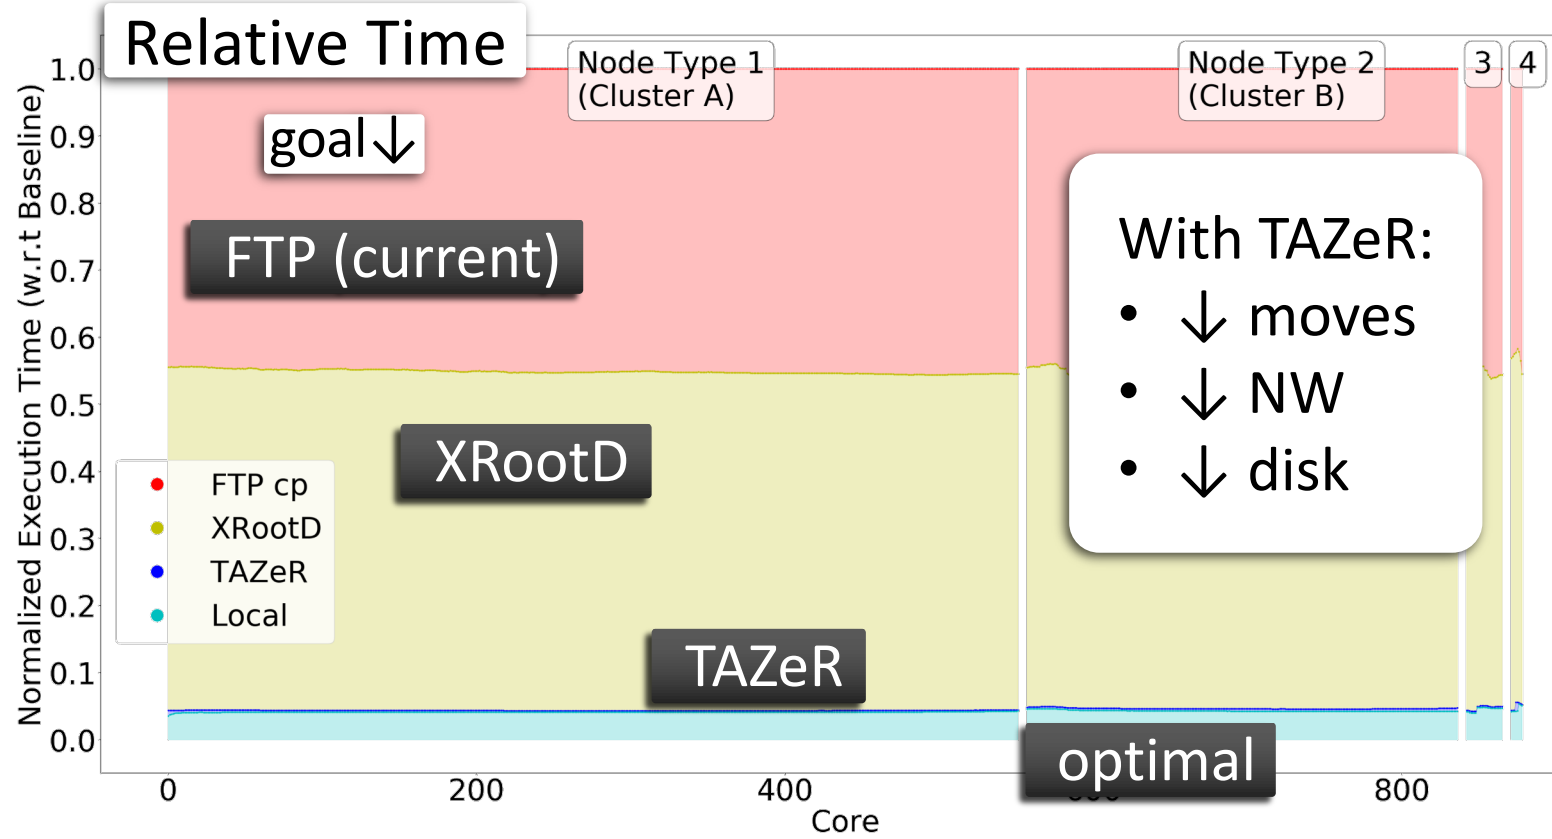 Relative Time
Node Type 1
(Cluster A)
Node Type 2
(Cluster B)
3
4
goal ↓
FTP (current)
With TAZeR:
• ↓ moves
• ↓ NW
• ↓ disk
XRootD
FTP cp
XRootD
TAZeR
Local
TAZeR
optimal
Normalized Execution Time (w.r.t Baseline)
1.0
0.9
0.8
0.7
0.6
0.5
0.4
0.3
0.2
0.1
0.0
0 200 400 800
Core